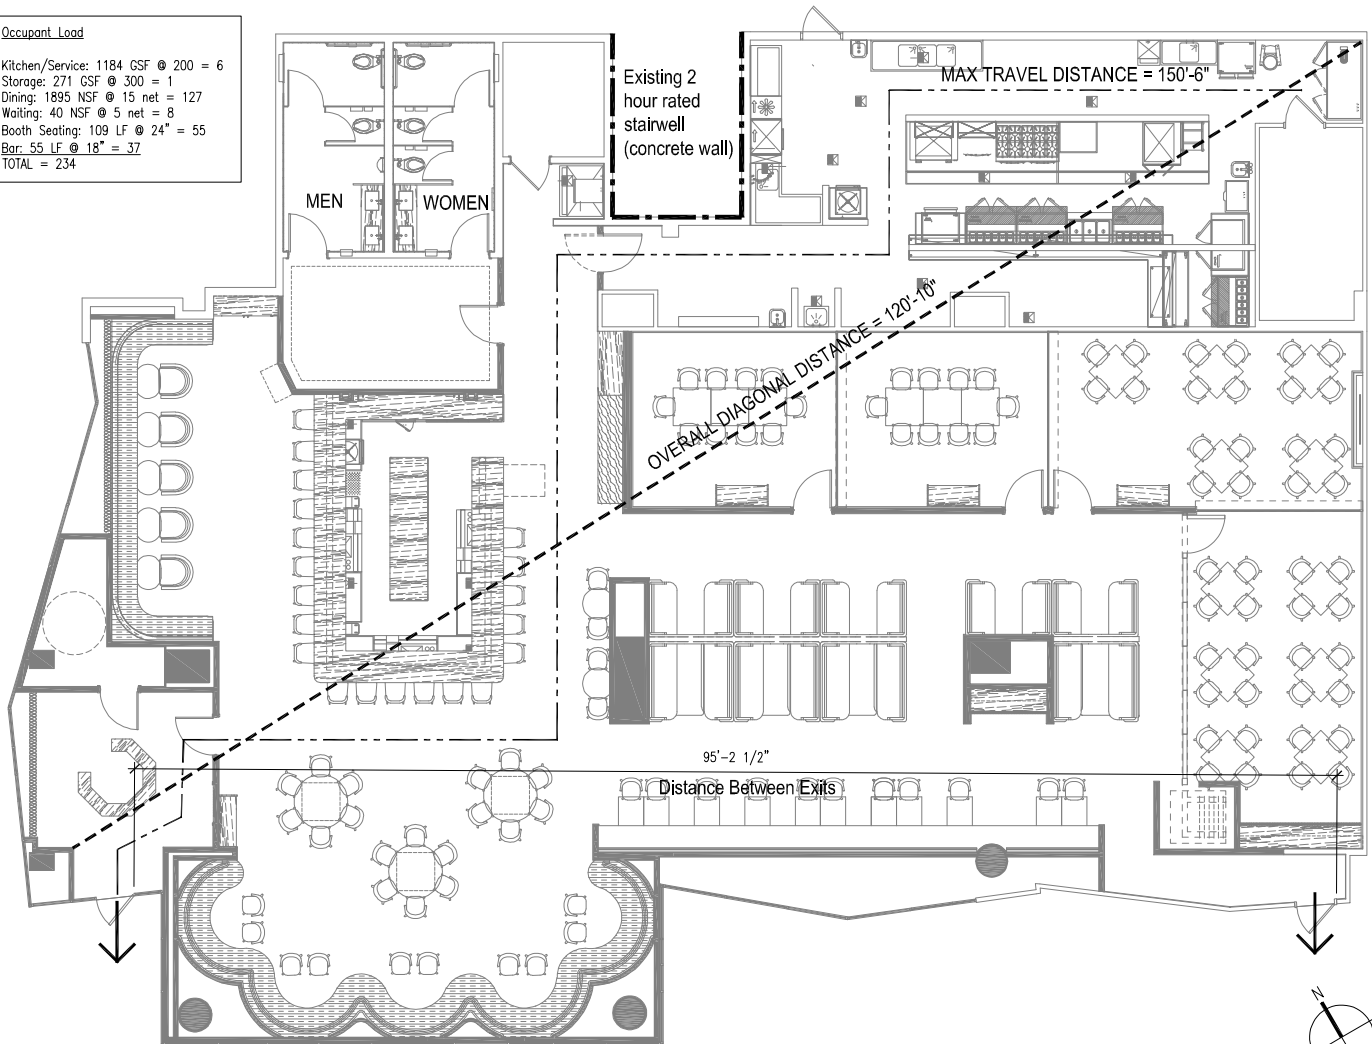 Occupant Load
Kitchen/Service: 1184 GSF @ 200 = 6
Storage: 271 GSF @ 300 = 1
Dining: 1895 NSF @ 15 net = 127
Waiting: 40 NSF @ 5 net = 8
Booth Seating: 109 LF @ 24" = 55
Bar: 55 LF @ 18" = 37
TOTAL = 234
Existing 2
hour rated
stairwell
(concrete wall)
MAX TRAVEL DISTANCE = 150'-6"
MEN
WOMEN
OVERALL DIAGONAL DISTANCE = 120'-10"
95'-2 1/2"
Distance Between Exits
N